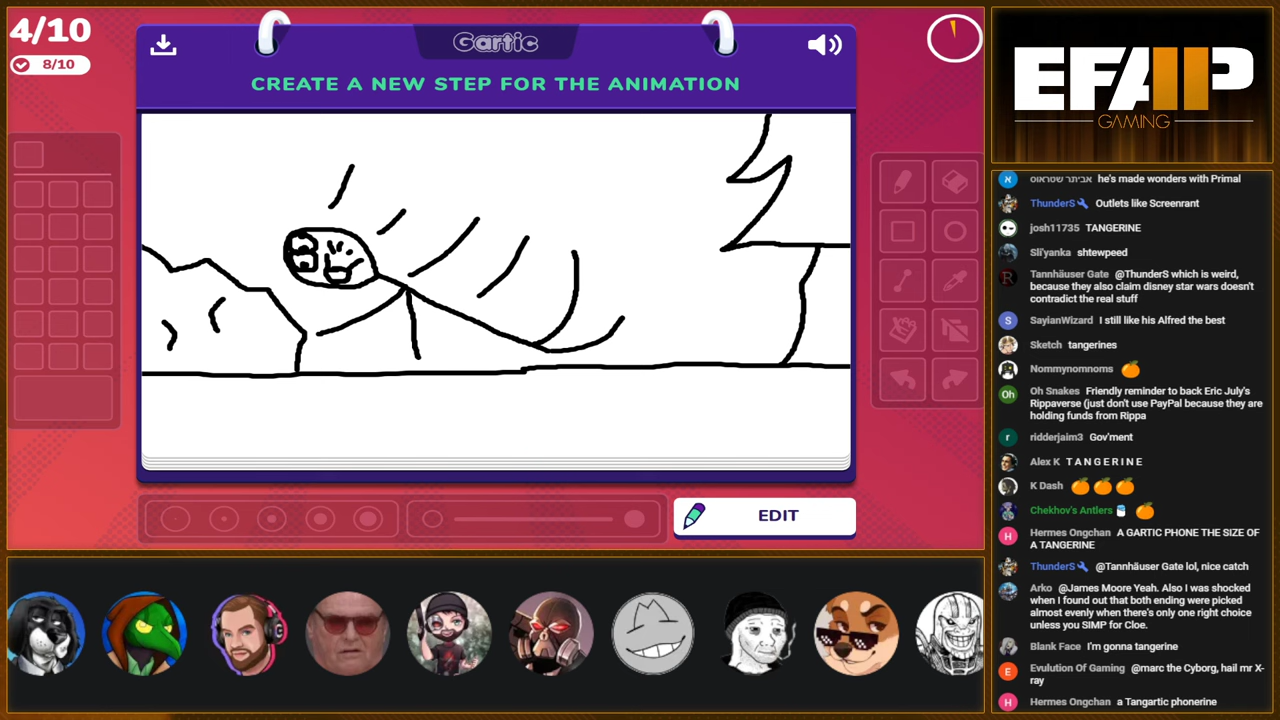 4/10
8/10
Gartic
CREATE A NEW STEP FOR THE ANIMATION
EDIT
EFAP
GAMING
אביתר שטראוס he's made wonders with Primal
ThunderS Outlets like Screenrant
josh11735 TANGERINE
Sli'yanka shtewpeed
Tannhäuser Gate @ThunderS which is weird,
because they also claim disney star wars doesn't
contradict the real stuff
SayianWizard I still like his Alfred the best
Sketch tangerines
Nommynomnoms 🍊
Oh Snakes Friendly reminder to back Eric July's
Rippaverse (just don't use PayPal because they are
holding funds from Rippa
ridderjaim3 Gov'ment
Alex K T A N G E R I N E
K Dash 🍊🍊🍊
Chekhov's Antlers 🍊
Hermes Ongchan A GARTIC PHONE THE SIZE OF
A TANGERINE
ThunderS @Tannhäuser Gate lol, nice catch
Arko @James Moore Yeah. Also I was shocked
when I found out that both ending were picked
almost evenly when there's only one right choice
unless you SIMP for Cloe.
Blank Face I'm gonna tangerine
Evulution Of Gaming @marc the Cyborg, hail mr X-
ray
Hermes Ongchan a Tangartic phonerine
א
S
Oh
r
H
E
H